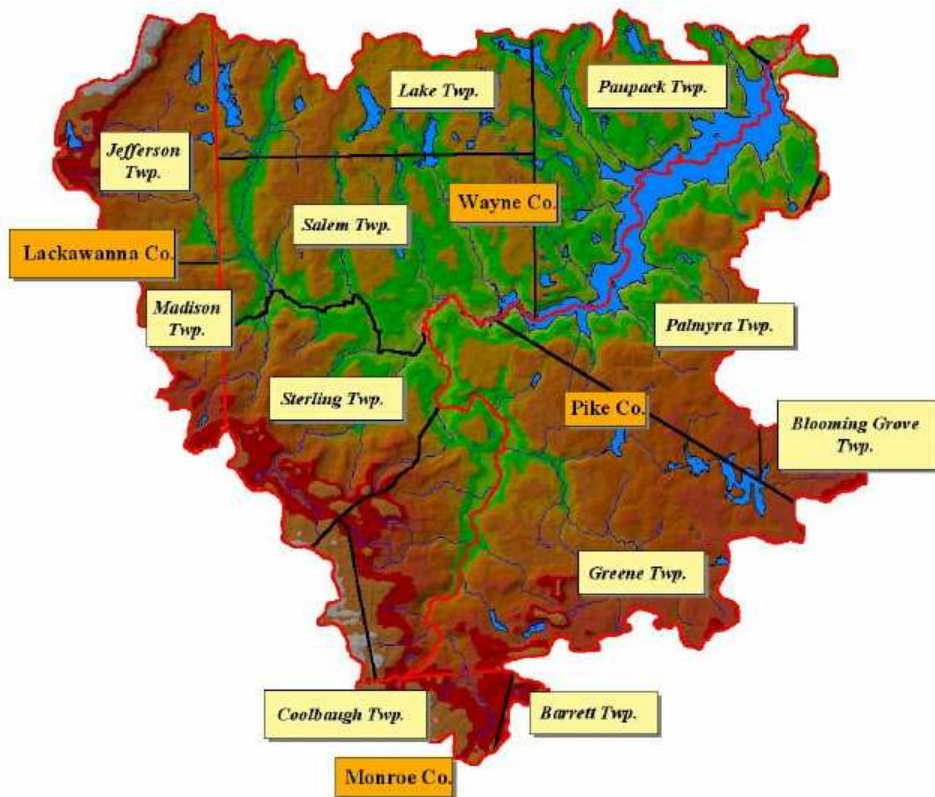 Lake Twp.
Paupack Twp.
Jefferson
Twp.
Wayne Co.
Salem Twp.
Lackawanna Co.
Madison
Twp.
Palmyra Twp.
Sterling Twp.
Pike Co.
Blooming Grove
Twp.
Greene Twp.
Coolbaugh Twp.
Barrett Twp.
Monroe Co.